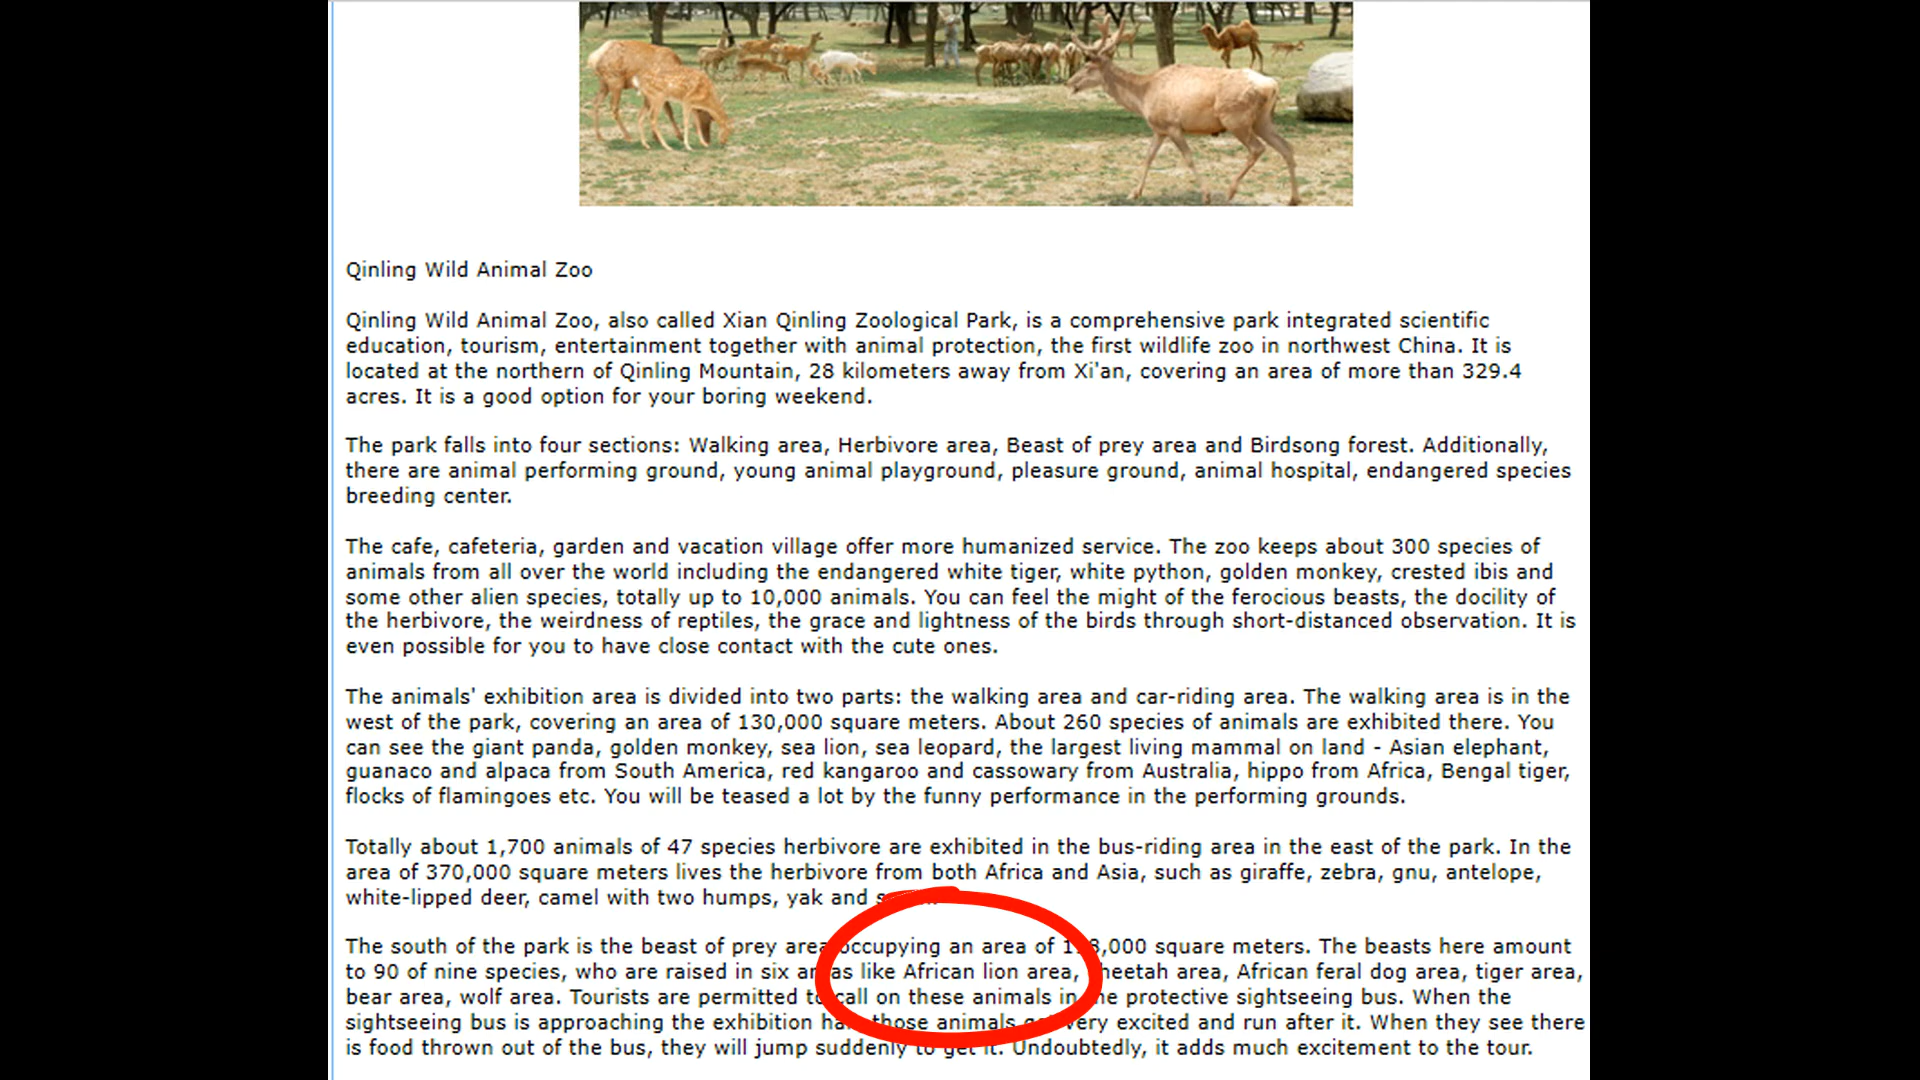 Qinling Wild Animal Zoo
Qinling Wild Animal Zoo, also called Xian Qinling Zoological Park, is a comprehensive park integrated scientific
education, tourism, entertainment together with animal protection, the first wildlife zoo in northwest China. It is
located at the northern of Qinling Mountain, 28 kilometers away from Xi'an, covering an area of more than 329.4
acres. It is a good option for your boring weekend.
The park falls into four sections: Walking area, Herbivore area, Beast of prey area and Birdsong forest. Additionally,
there are animal performing ground, young animal playground, pleasure ground, animal hospital, endangered species
breeding center.
The cafe, cafeteria, garden and vacation village offer more humanized service. The zoo keeps about 300 species of
animals from all over the world including the endangered white tiger, white python, golden monkey, crested ibis and
some other alien species, totally up to 10,000 animals. You can feel the might of the ferocious beasts, the docility of
the herbivore, the weirdness of reptiles, the grace and lightness of the birds through short-distanced observation. It is
even possible for you to have close contact with the cute ones.
The animals' exhibition area is divided into two parts: the walking area and car-riding area. The walking area is in the
west of the park, covering an area of 130,000 square meters. About 260 species of animals are exhibited there. You
can see the giant panda, golden monkey, sea lion, sea leopard, the largest living mammal on land - Asian elephant,
guanaco and alpaca from South America, red kangaroo and cassowary from Australia, hippo from Africa, Bengal tiger,
flocks of flamingoes etc. You will be teased a lot by the funny performance in the performing grounds.
Totally about 1,700 animals of 47 species herbivore are exhibited in the bus-riding area in the east of the park. In the
area of 370,000 square meters lives the herbivore from both Africa and Asia, such as giraffe, zebra, gnu, antelope,
white-lipped deer, camel with two humps, yak and
The south of the park is the beast of prey area occupying an area of square meters. The beasts here amount
to 90 of nine species, who are raised in six areas like African lion area, cheetah area, African feral dog area, tiger area,
bear area, wolf area. Tourists are permitted to call on these animals in the protective sightseeing bus. When the
sightseeing bus is approaching the exhibition those animals very excited and run after it. When they see there
is food thrown out of the bus, they will jump suddenly to get it. Undoubtedly, it adds much excitement to the tour.